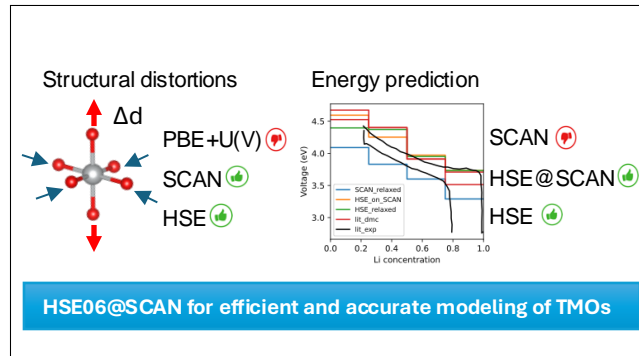 Structural distortions
Δd
PBE+U(V)
SCAN
HSE
Energy prediction
Voltage (eV)
4.5
4.0
3.5
3.0
SCAN_relaxed
HSE_on_SCAN
HSE_relaxed
lit_dmc
lit_exp
0.0 0.2 0.4 0.6 0.8 1.0
Li concentration
SCAN
HSE@SCAN
HSE
HSE06@SCAN for efficient and accurate modeling of TMOs